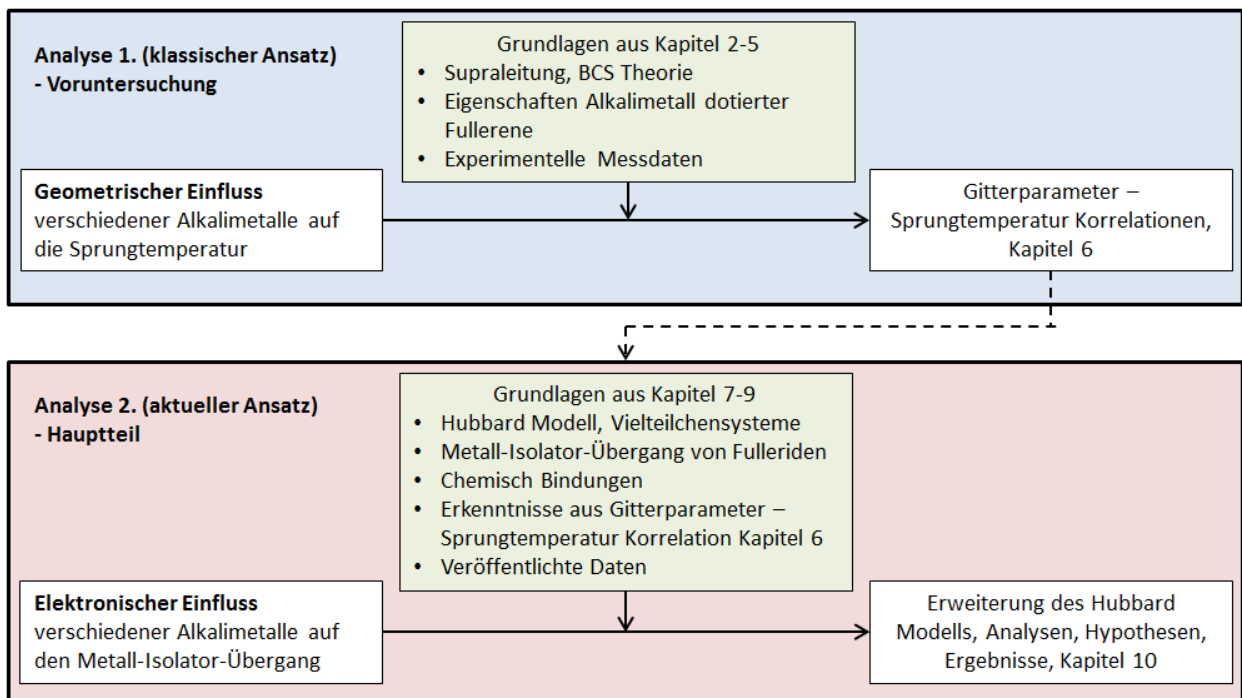 Analyse 1. (klassischer Ansatz)
- Voruntersuchung
Grundlagen aus Kapitel 2-5
• Supraleitung, BCS Theorie
• Eigenschaften Alkalimetall dotierter
Fullerene
• Experimentelle Messdaten
Geometrischer Einfluss
verschiedener Alkalimetalle auf
die Sprungtemperatur
Gitterparameter –
Sprungtemperatur Korrelationen,
Kapitel 6
Analyse 2. (aktueller Ansatz)
- Hauptteil
Grundlagen aus Kapitel 7-9
• Hubbard Modell, Vielteilchensysteme
• Metall-Isolator-Übergang von Fulleriden
• Chemisch Bindungen
• Erkenntnisse aus Gitterparameter –
Sprungtemperatur Korrelation Kapitel 6
• Veröffentlichte Daten
Elektronischer Einfluss
verschiedener Alkalimetalle auf
den Metall-Isolator-Übergang
Erweiterung des Hubbard
Modells, Analysen, Hypothesen,
Ergebnisse, Kapitel 10